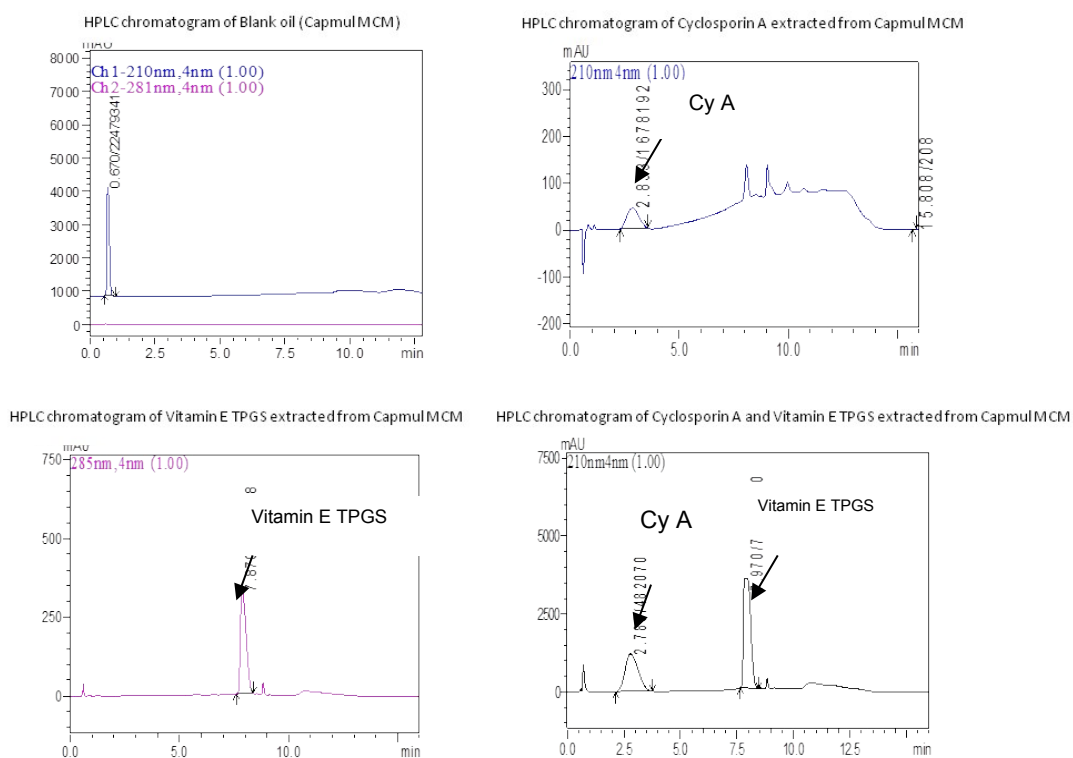 HPLC chromatogram of Blank oil (Capmul MCM)
mAU
8000
Ch1-210nm,4nm (1.00)
Ch2-281nm,4nm (1.00)
7000
6000
5000
4000
3000
2000
1000
0
0.670/22479341
0.0 2.5 5.0 7.5 10.0 min
HPLC chromatogram of Cyclosporin A extracted from Capmul MCM
mAU
210nm4nm (1.00)
300
200
100
0
-100
-200
Cy A
0.0 5.0 10.0 min
HPLC chromatogram of Vitamin E TPGS extracted from Capmul MCM
mAU
750
285nm,4nm (1.00)
500
250
0
Vitamin E TPGS
0.0 5.0 10.0 min
HPLC chromatogram of Cyclosporin A and Vitamin E TPGS extracted from Capmul MCM
mAU
7500
210nm4nm (1.00)
5000
2500
0
Cy A
Vitamin E TPGS
0.0 2.5 5.0 7.5 10.0 12.5 min